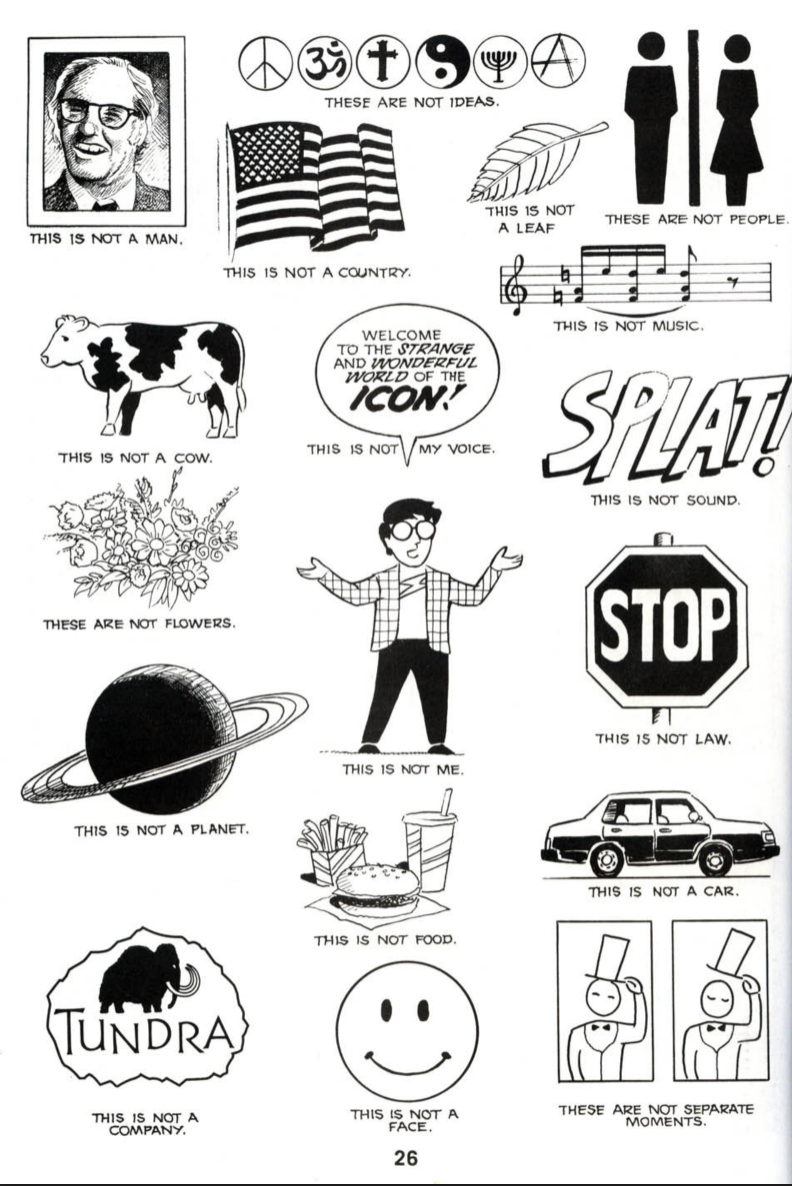 THESE ARE NOT IDEAS.
THIS IS NOT A MAN.
THIS IS NOT A COUNTRY.
THIS IS NOT
A LEAF
THESE ARE NOT PEOPLE.
THIS IS NOT MUSIC.
THIS IS NOT A COW.
WELCOME
TO THE STRANGE
AND WONDERFUL
WORLD OF THE
ICON!
THIS IS NOT MY VOICE.
SPLAT!
THIS IS NOT SOUND.
THESE ARE NOT FLOWERS.
THIS IS NOT ME.
STOP
THIS IS NOT LAW.
THIS IS NOT A PLANET.
THIS IS NOT FOOD.
THIS IS NOT A CAR.
TUNDRA
THIS IS NOT A
COMPANY.
THIS IS NOT A
FACE.
THESE ARE NOT SEPARATE
MOMENTS.
26